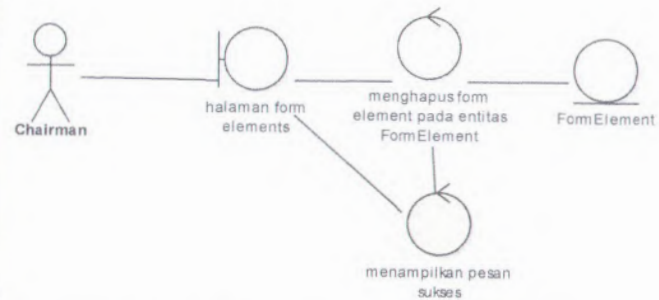 Chairman
halaman form
elements
menghapus form
element pada entitas
FormElement
FormElement
menampilkan pesan
sukses